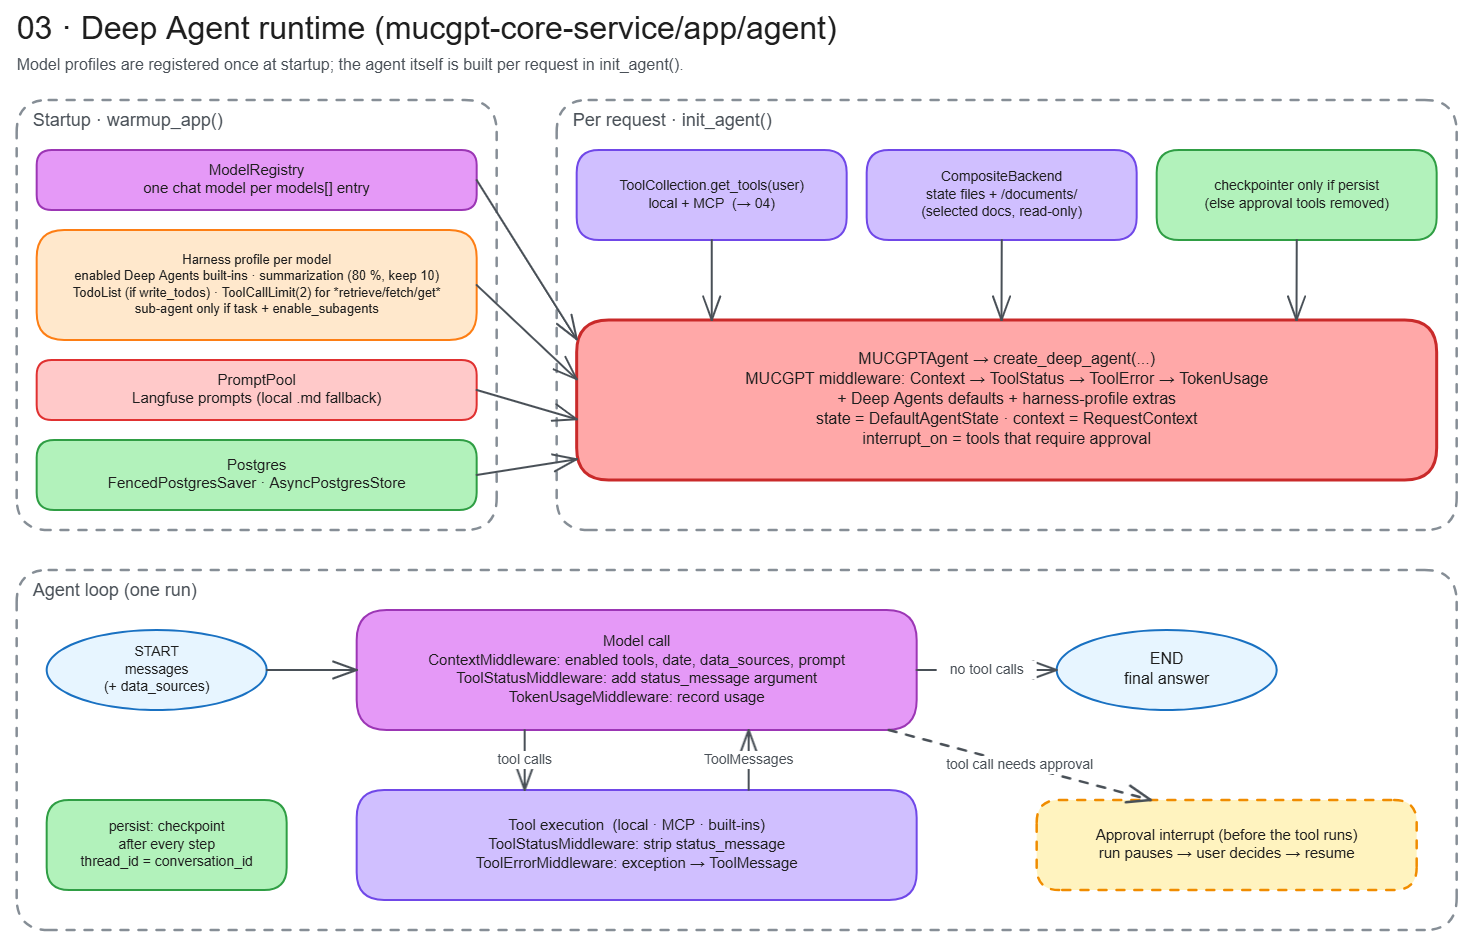 03 · Deep Agent runtime (mucgpt-core-service/app/agent)
Model profiles are registered once at startup; the agent itself is built per request in init_agent().
Startup · warmup_app()
ModelRegistry
one chat model per models[] entry
Harness profile per model
enabled Deep Agents built-ins · summarization (80 %, keep 10)
TodoList (if write_todos) · ToolCallLimit(2) for *retrieve/fetch/get*
sub-agent only if task + enable_subagents
PromptPool
Langfuse prompts (local .md fallback)
Postgres
FencedPostgresSaver · AsyncPostgresStore
Per request · init_agent()
ToolCollection.get_tools(user)
local + MCP (→ 04)
CompositeBackend
state files + /documents/
(selected docs, read-only)
checkpointer only if persist
(else approval tools removed)
MUCGPTAgent → create_deep_agent(...)
MUCGPT middleware: Context → ToolStatus → ToolError → TokenUsage
+ Deep Agents defaults + harness-profile extras
state = DefaultAgentState · context = RequestContext
interrupt_on = tools that require approval
Agent loop (one run)
START
messages
(+ data_sources)
Model call
ContextMiddleware: enabled tools, date, data_sources, prompt
ToolStatusMiddleware: add status_message argument
TokenUsageMiddleware: record usage
no tool calls
END
final answer
tool calls
ToolMessages
tool call needs approval
persist: checkpoint
after every step
thread_id = conversation_id
Tool execution (local · MCP · built-ins)
ToolStatusMiddleware: strip status_message
ToolErrorMiddleware: exception → ToolMessage
Approval interrupt (before the tool runs)
run pauses → user decides → resume